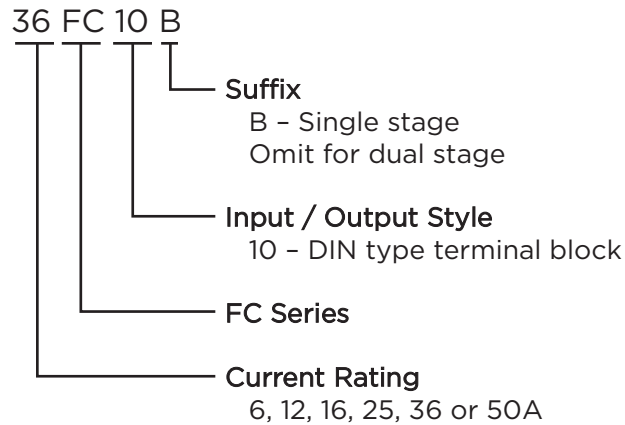 36 FC 10 B
Suffix
B – Single stage
Omit for dual stage
Input / Output Style
10 – DIN type terminal block
FC Series
Current Rating
6, 12, 16, 25, 36 or 50A